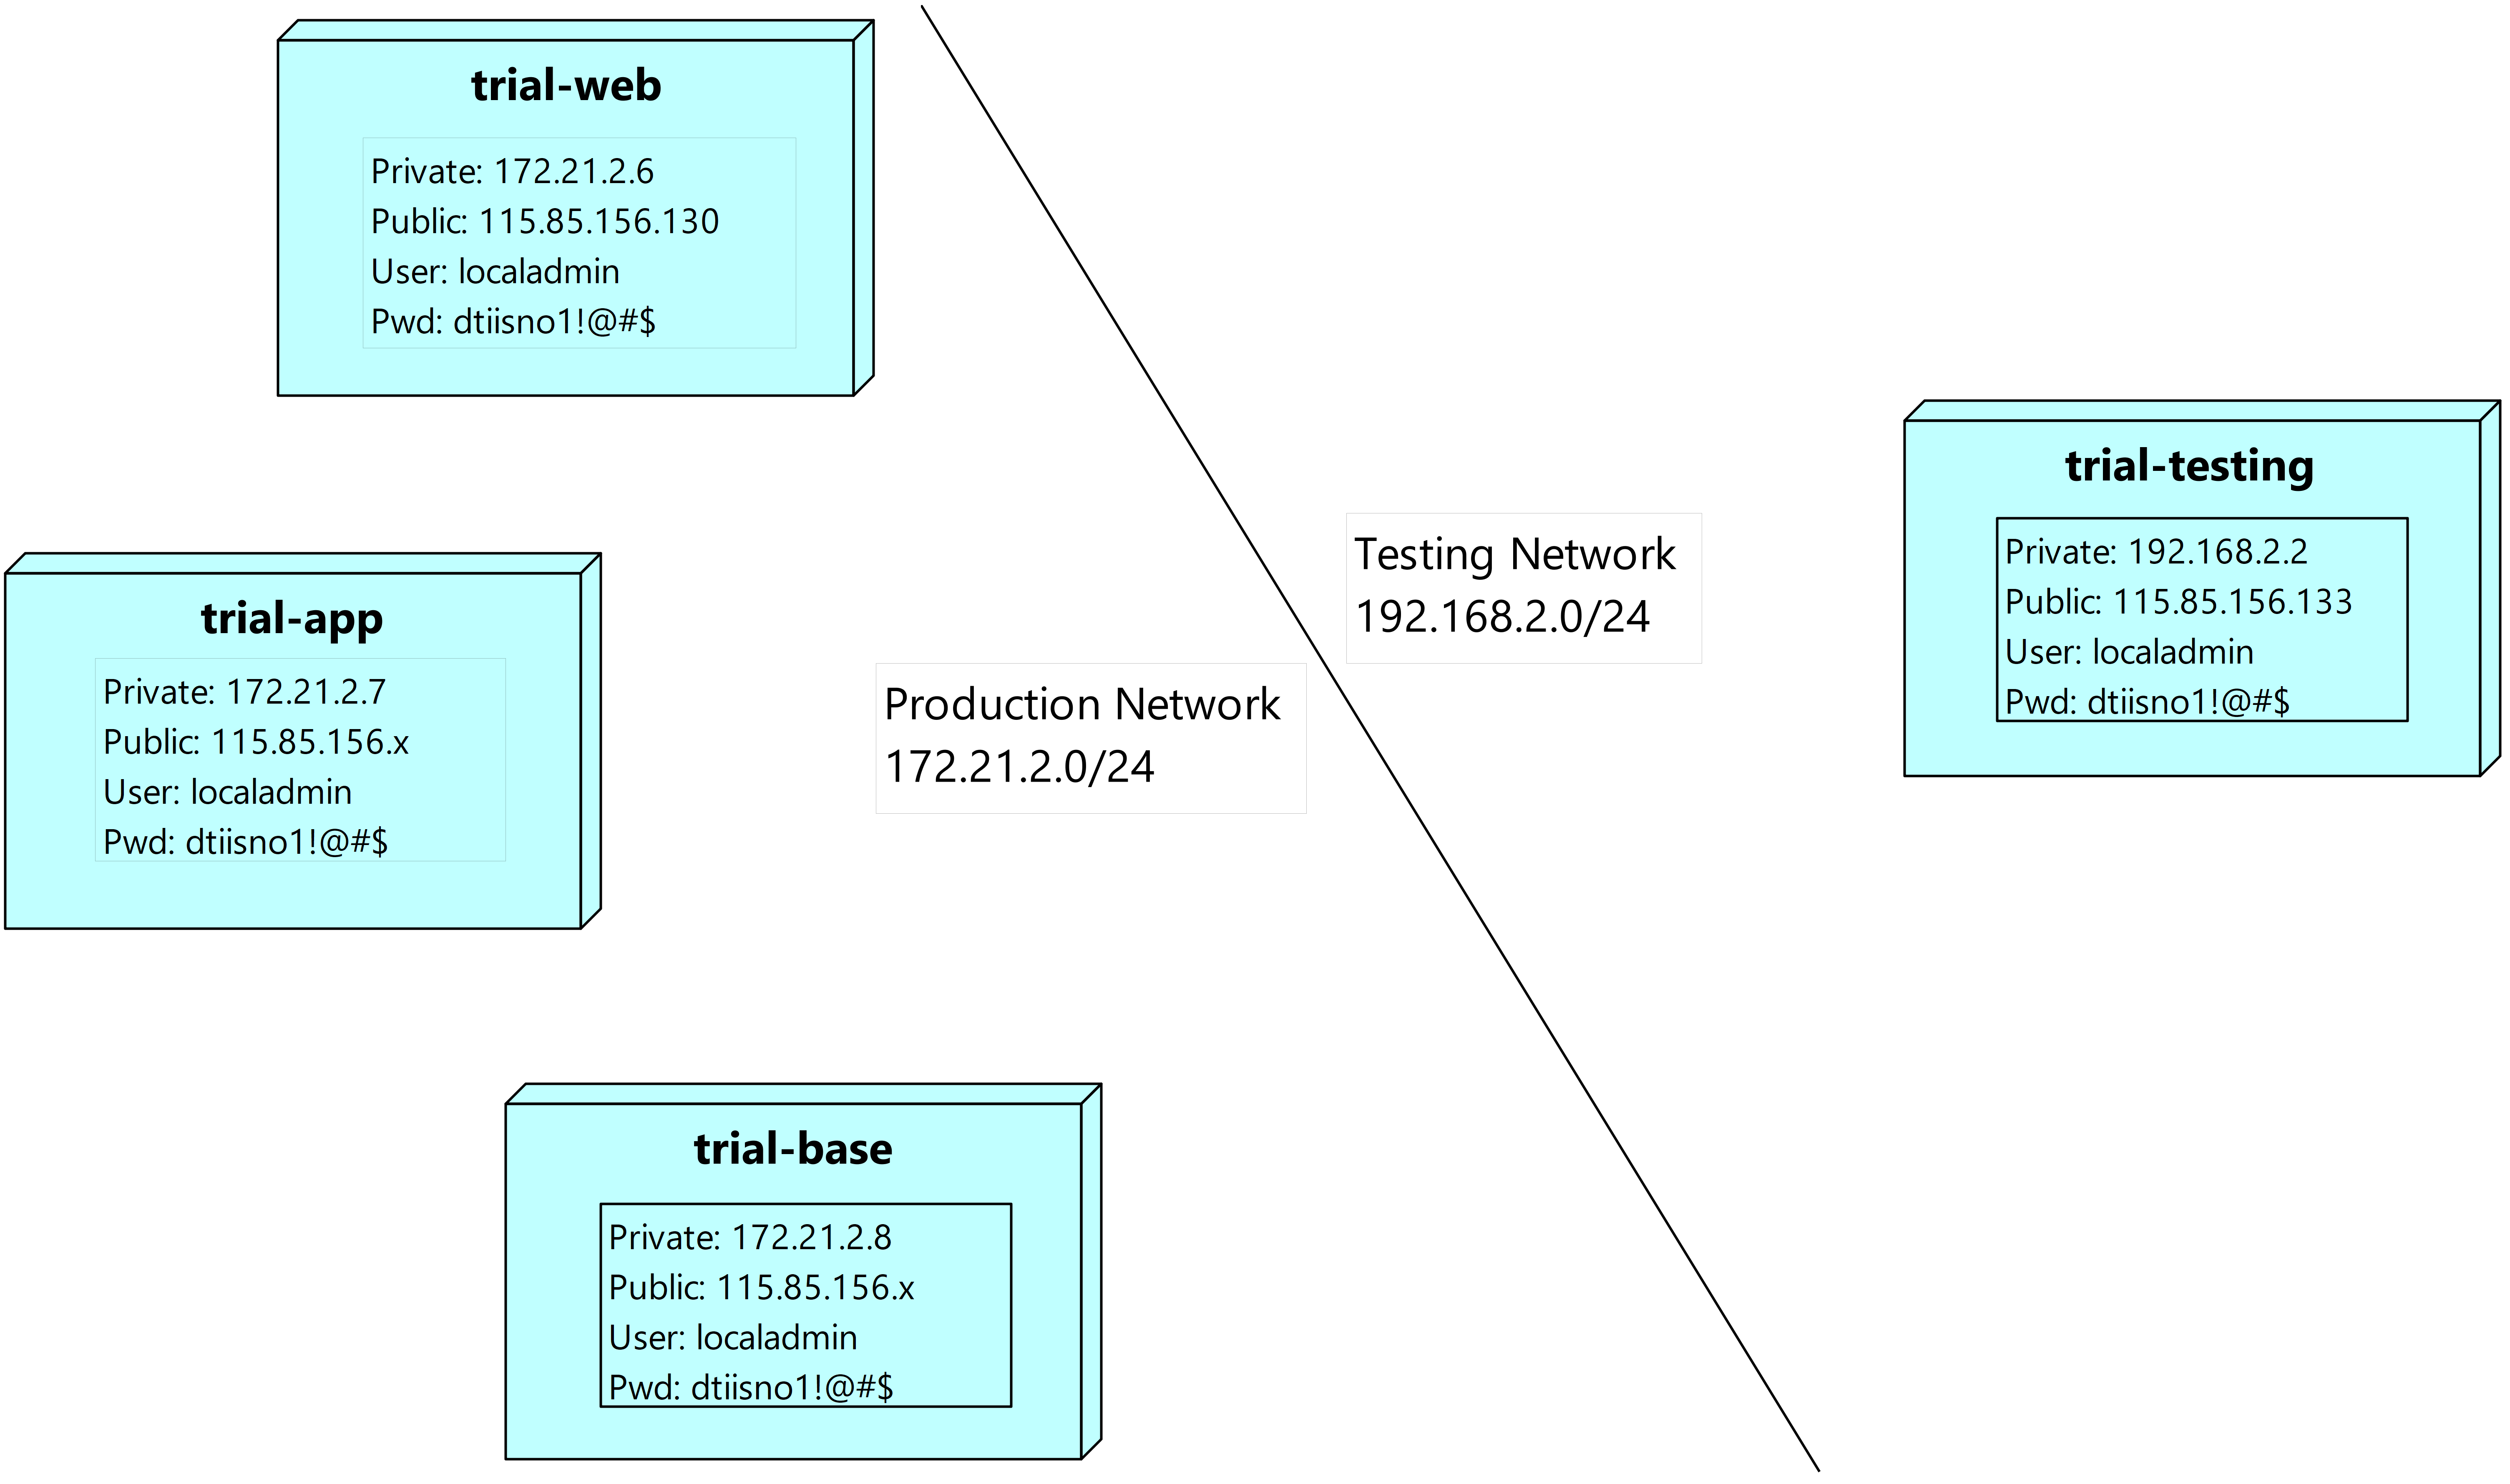 trial-web
Private: 172.21.2.6
Public: 115.85.156.130
User: localadmin
Pwd: dtiisno1!@#$
trial-testing
Private: 192.168.2.2
Public: 115.85.156.133
User: localadmin
Pwd: dtiisno1!@#$
Testing Network
192.168.2.0/24
trial-app
Private: 172.21.2.7
Public: 115.85.156.x
User: localadmin
Pwd: dtiisno1!@#$
Production Network
172.21.2.0/24
trial-base
Private: 172.21.2.8
Public: 115.85.156.x
User: localadmin
Pwd: dtiisno1!@#$